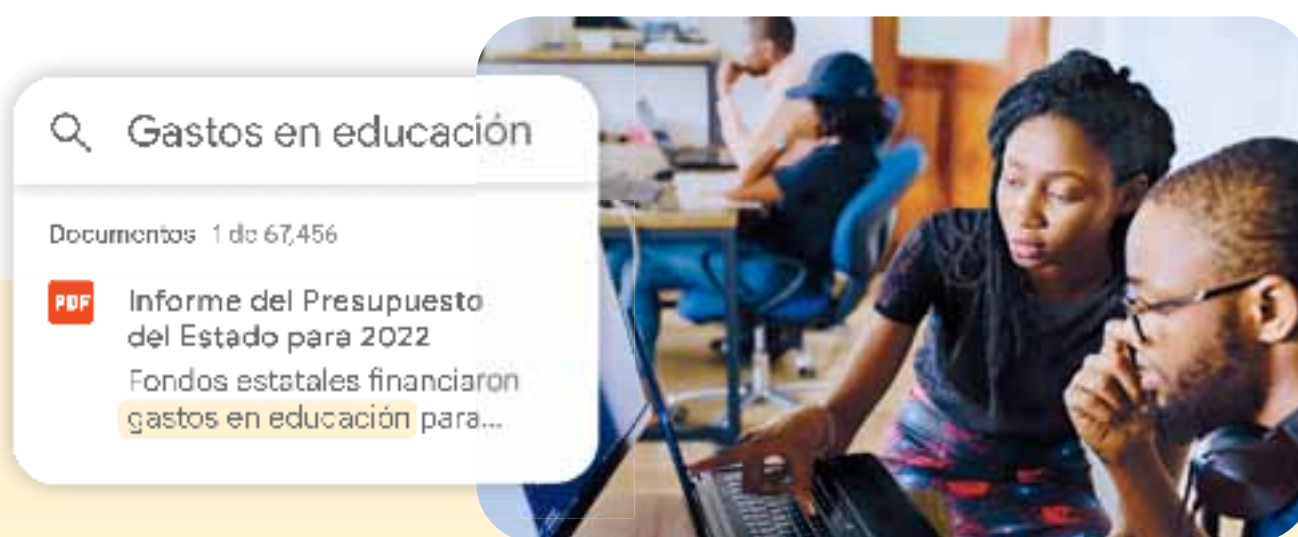 Gastos en educación
Documentos 1 de 67,456
PDF
Informe del Presupuesto
del Estado para 2022
Fondos estatales financiaron
gastos en educación para...